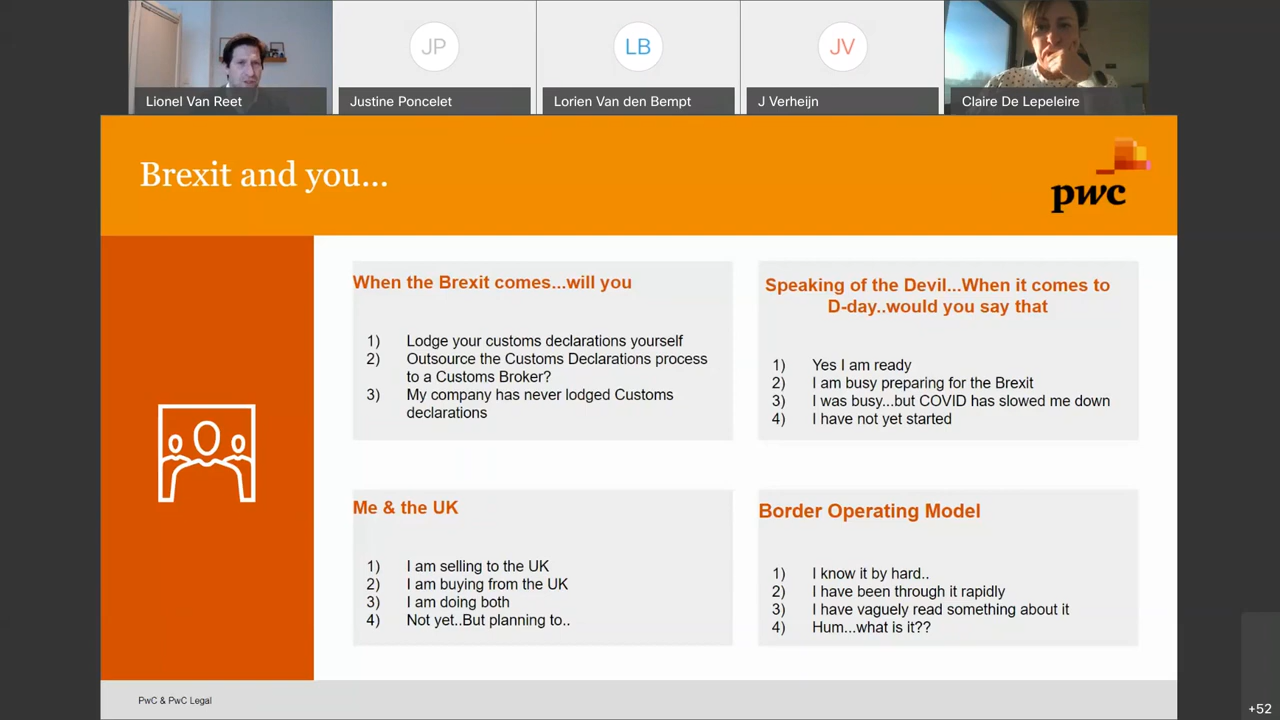 JP
LB
JV
Lionel Van Reet
Justine Poncelet
Lorien Van den Bempt
J Verheijn
Claire De Lepeleire
Brexit and you...
pwc
When the Brexit comes...will you
1) Lodge your customs declarations yourself
2) Outsource the Customs Declarations process
to a Customs Broker?
3) My company has never lodged Customs
declarations
Speaking of the Devil...When it comes to
D-day..would you say that
1) Yes I am ready
2) I am busy preparing for the Brexit
3) I was busy...but COVID has slowed me down
4) I have not yet started
Me & the UK
1) I am selling to the UK
2) I am buying from the UK
3) I am doing both
4) Not yet..But planning to..
Border Operating Model
1) I know it by hard..
2) I have been through it rapidly
3) I have vaguely read something about it
4) Hum...what is it??
PwC & PwC Legal
+52